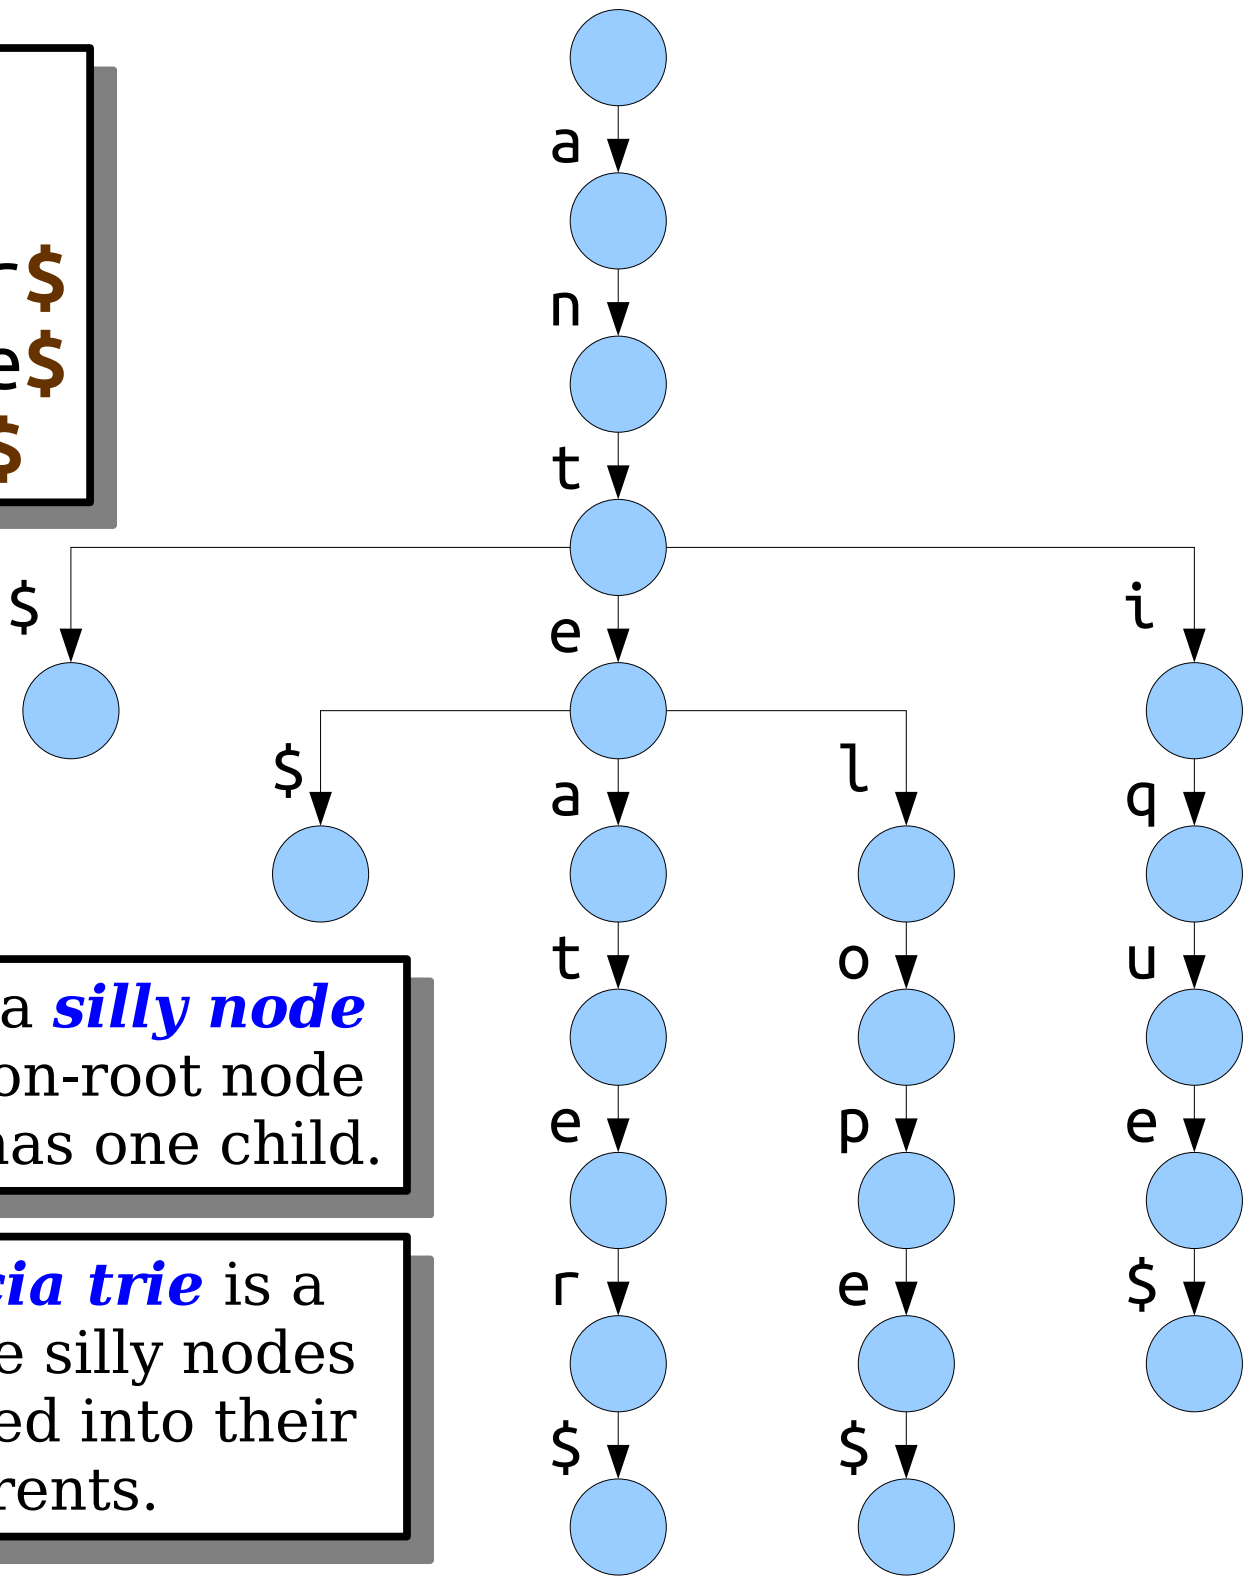 r$
e$
$
a
n
t
$
e
i
$
a
l
q
t
o
u
e
p
e
r
e
$
$
$
a silly node
on-root node
has one child.
cia trie is a
e silly nodes
ed into their
rents.